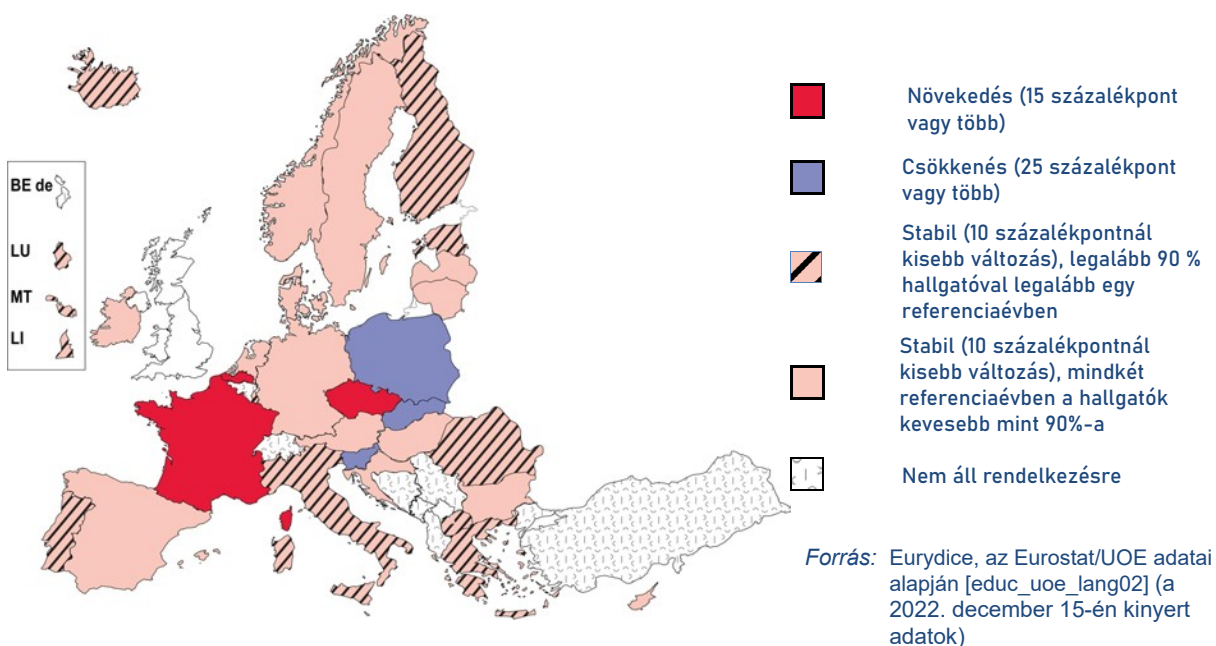 BE de
LU
MT
LI
Növekedés (15 százalékpont
vagy több)
Csökkenés (25 százalékpont
vagy több)
Stabil (10 százalékpontnál
kisebb változás), legalább 90 %
hallgatóval legalább egy
referenciaévben
Stabil (10 százalékpontnál
kisebb változás), mindkét
referenciaévben a hallgatók
kevesebb mint 90%-a
Nem áll rendelkezésre
Forrás: Eurydice, az Eurostat/UOE adatai
alapján [educ_uoe_lang02] (a
2022. december 15-én kinyert
adatok)